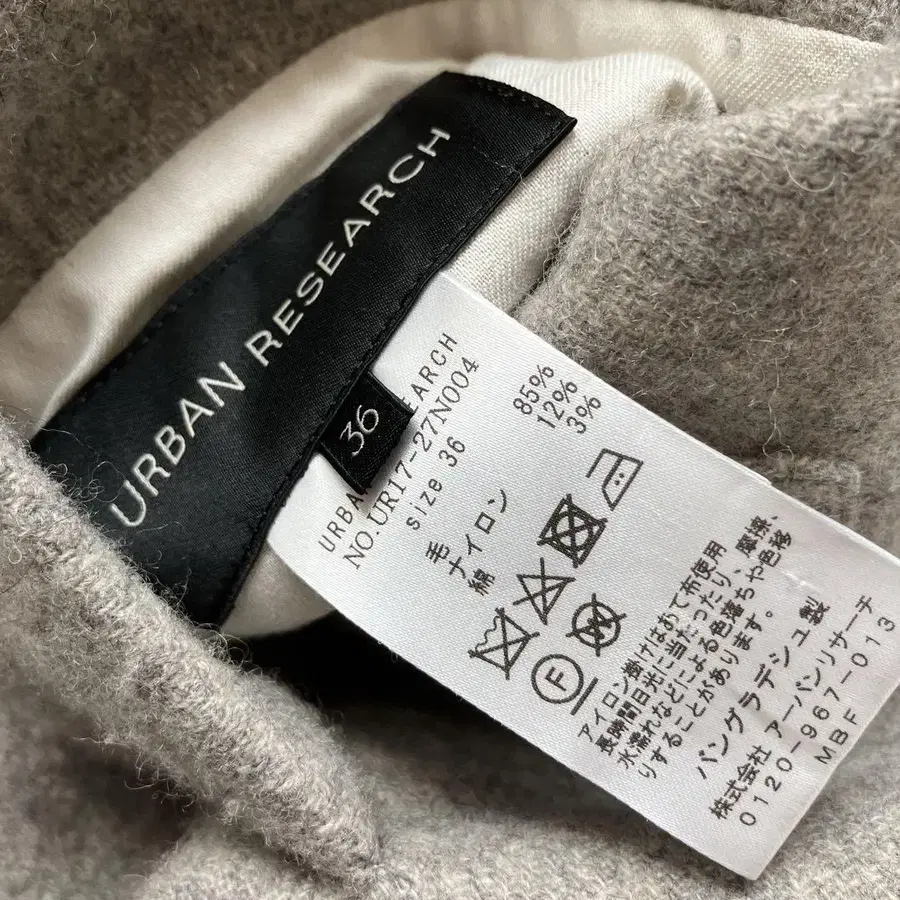 URBAN RESEARCH
36
URBA
EARCH
NO.UR17-27N004
size 36
毛 85%
ナイロン 12%
綿 3%
F
アイロン掛けはあて布使用
長時間日光に当たったり、摩擦、
水濡れなどによる色落ちや色移
りすることがあります。
バングラデシュ製
株式会社 アーバンリサーチ
0120-967-013
MBF